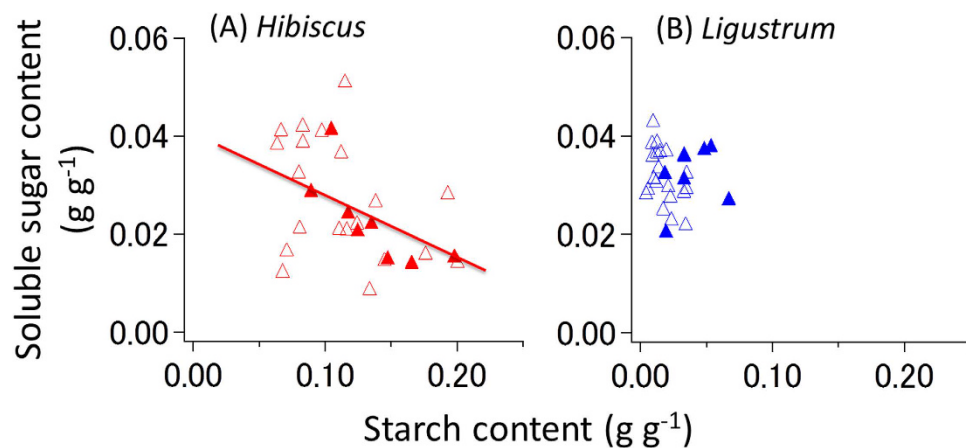 (A) Hibiscus
(B) Ligustrum
Soluble sugar content
(g g⁻¹)
0.06
0.04
0.02
0.00
0.06
0.04
0.02
0.00
0.00 0.10 0.20
0.00 0.10 0.20
Starch content (g g⁻¹)